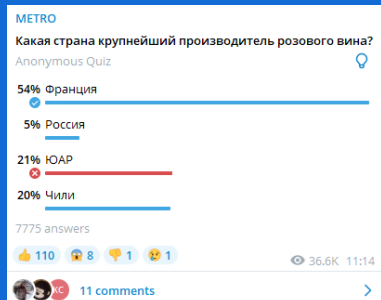 METRO
Какая страна крупнейший производитель розового вина?
Anonymous Quiz
54% Франция
5% Россия
21% ЮАР
20% Чили
7775 answers
👍 110 😱 8 👎 1 😢 1
36.6K 11:14
КС 11 comments